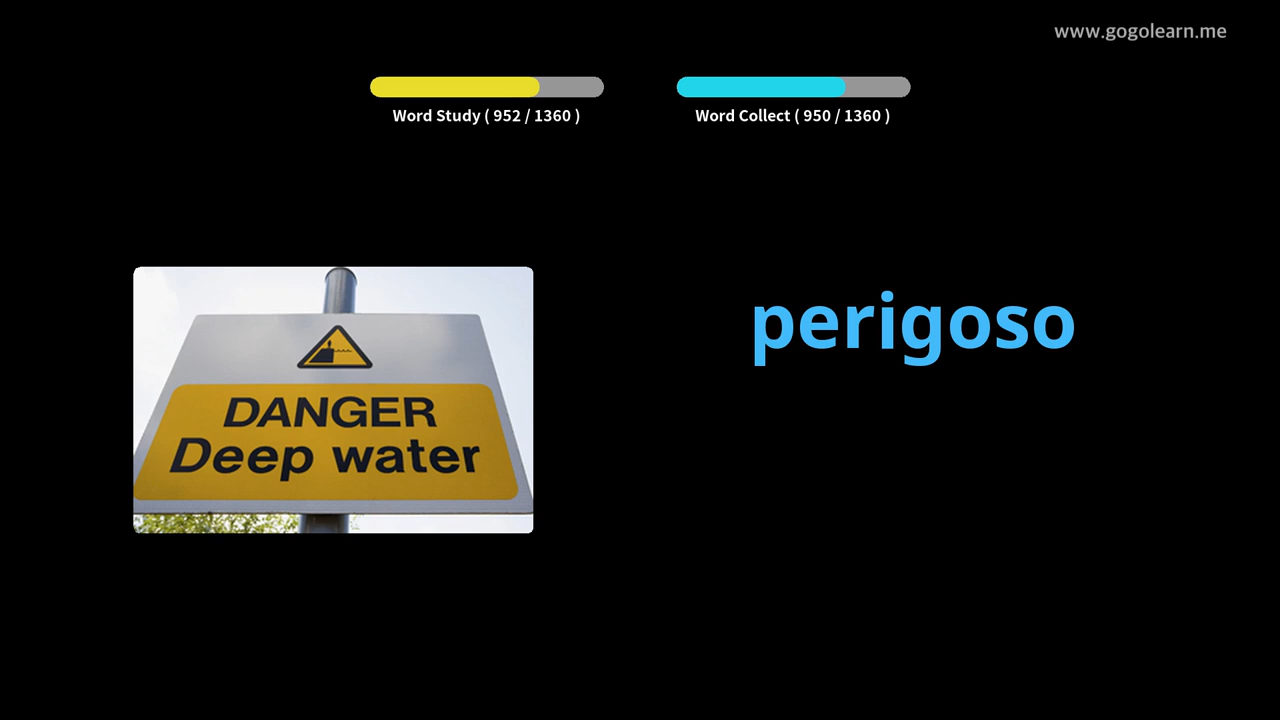 www.gogolearn.me
Word Study ( 952 / 1360 )
Word Collect ( 950 / 1360 )
DANGER
Deep water
perigoso